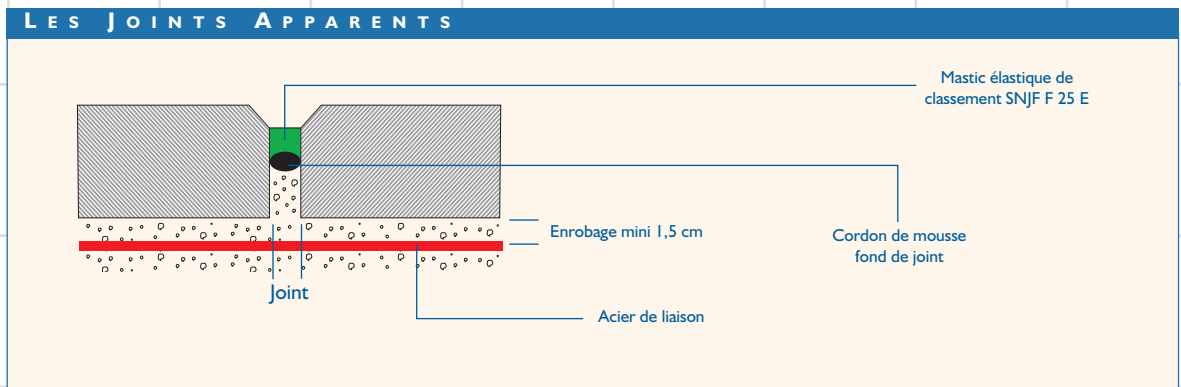 LES JOINTS APPARENTS
Mastic élastique de
classement SNJF F 25 E
Enrobage mini 1,5 cm
Cordon de mousse
fond de joint
Joint
Acier de liaison